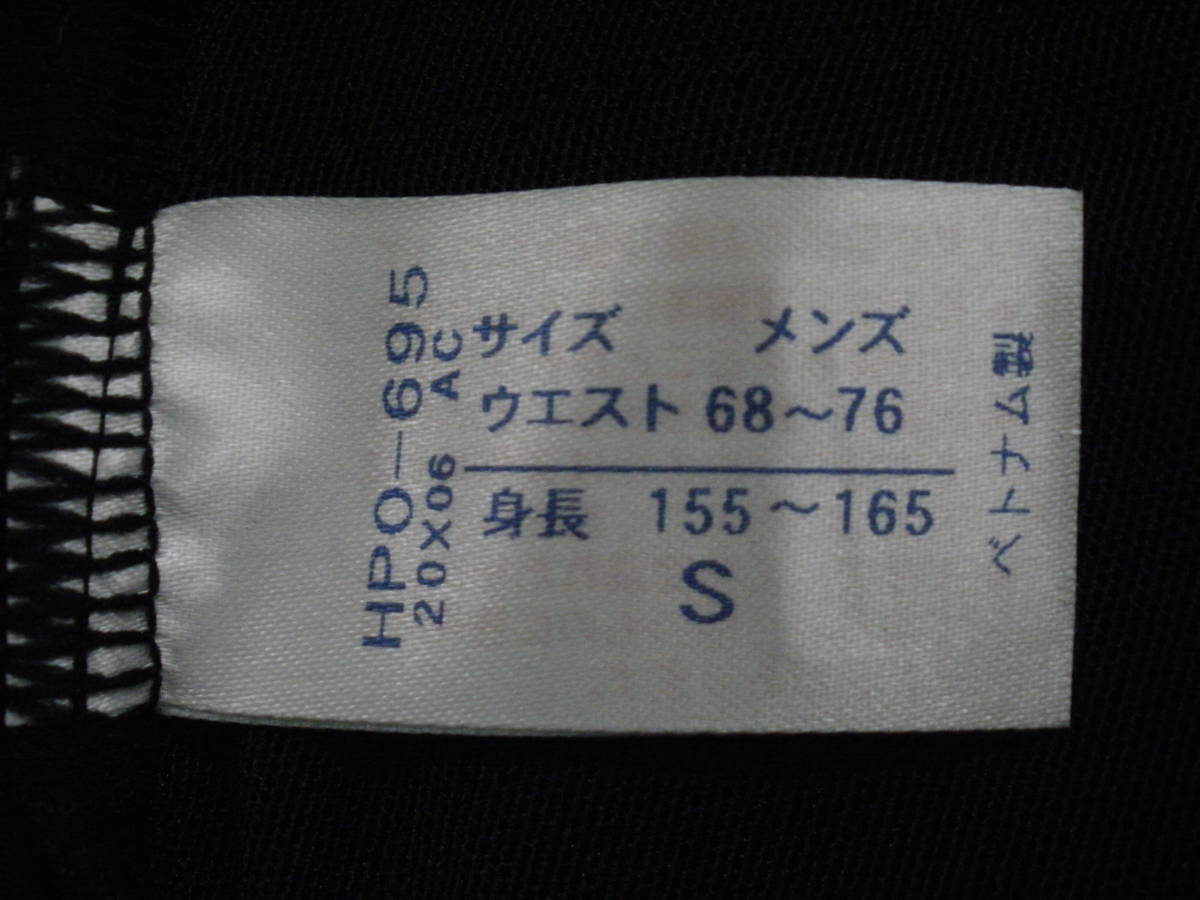 HPO-695
20X06 AC
サイズ メンズ
ウエスト 68～76
身長 155～165
S
ベトナム製